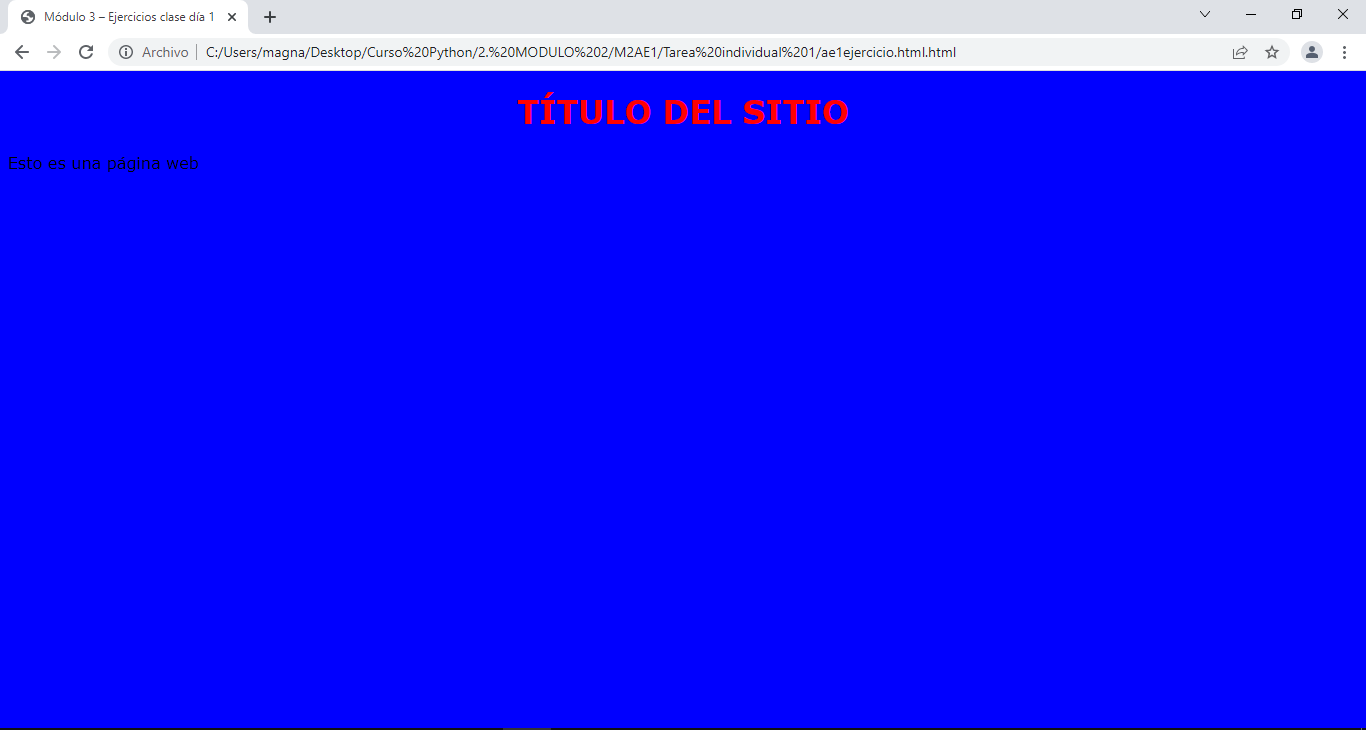 Módulo 3 – Ejercicios clase día 1
Archivo C:/Users/magna/Desktop/Curso%20Python/2.%20MODULO%202/M2AE1/Tarea%20individual%201/ae1ejercicio.html.html
TÍTULO DEL SITIO
Esto es una página web